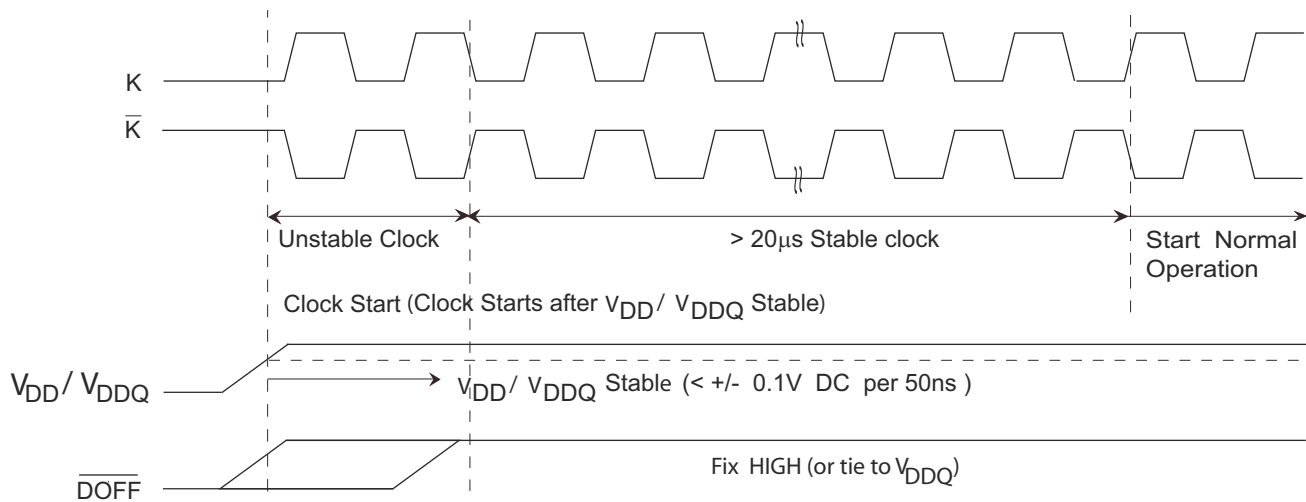 K
K̅
Unstable Clock
> 20μs Stable clock
Start Normal
Operation
Clock Start (Clock Starts after VDD / VDDQ Stable)
VDD / VDDQ
VDD / VDDQ Stable (< +/- 0.1V DC per 50ns )
D̅O̅F̅F̅
Fix HIGH (or tie to VDDQ)